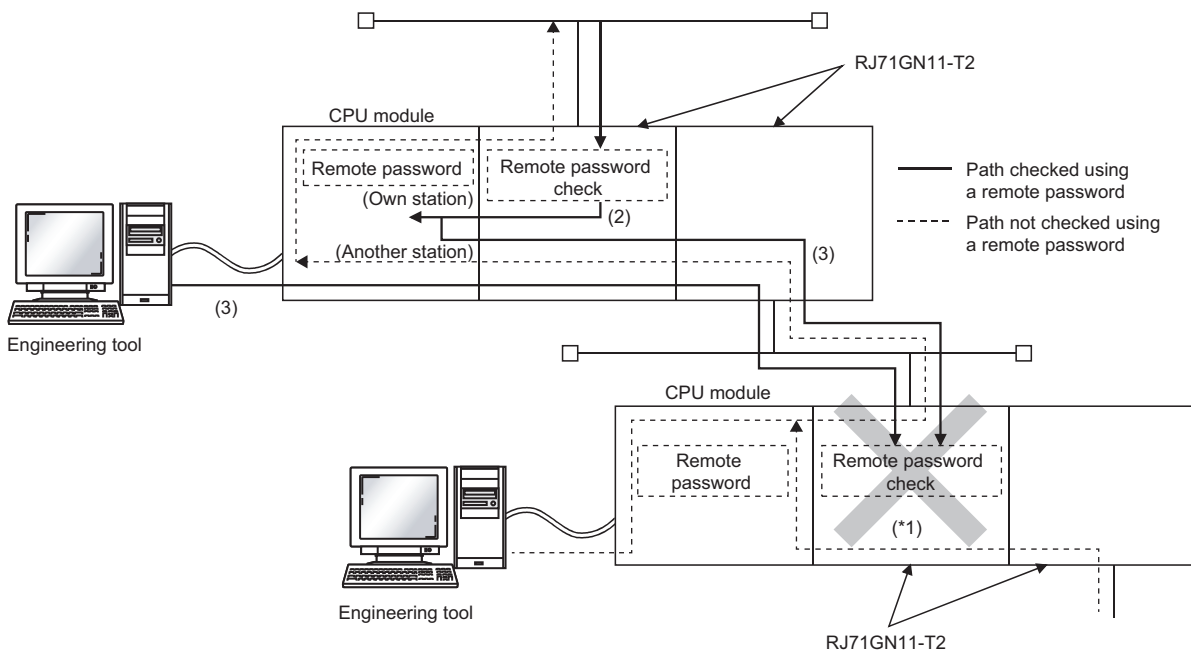 RJ71GN11-T2
CPU module
Remote password
Remote password
check
Path checked using
a remote password
(Own station)
(2)
Path not checked using
a remote password
(Another station)
(3)
(3)
Engineering tool
CPU module
Remote
password
Remote password
check
(*1)
Engineering tool
RJ71GN11-T2